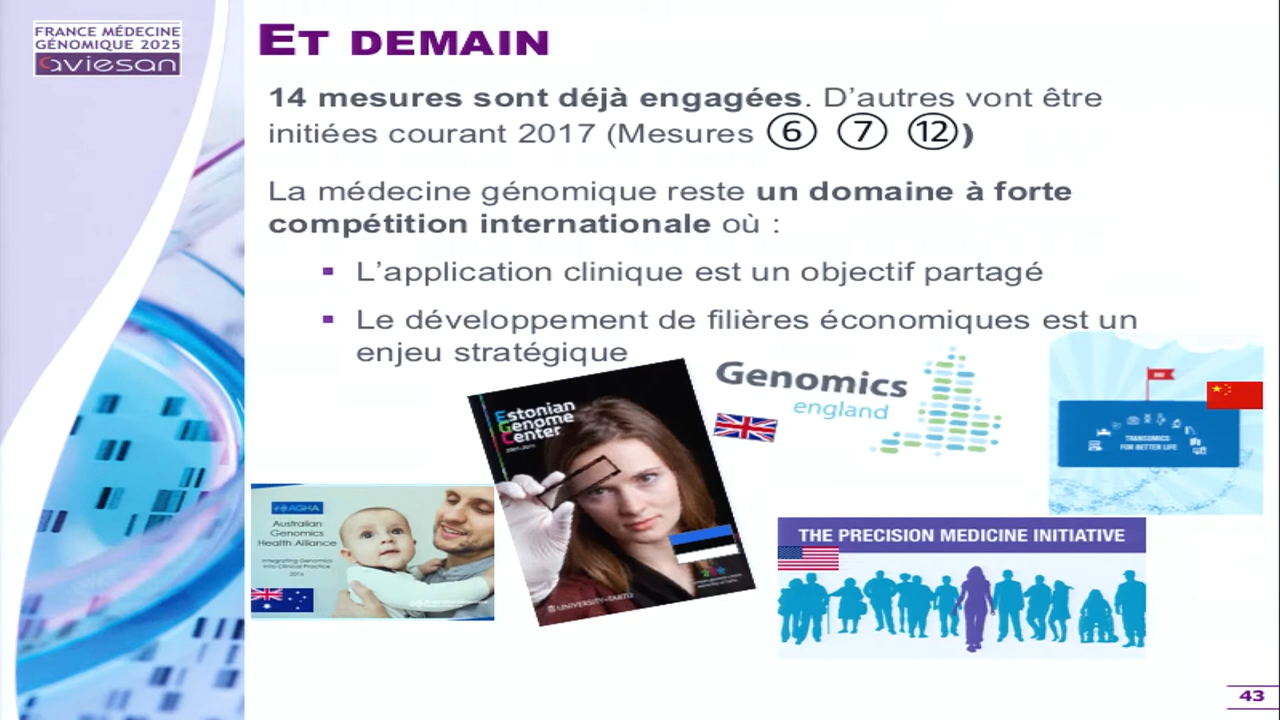 FRANCE MÉDECINE
GÉNOMIQUE 2025
aviesan
ET DEMAIN
14 mesures sont déjà engagées. D’autres vont être
initiées courant 2017 (Mesures 6 7 12)
La médecine génomique reste un domaine à forte
compétition internationale où :
▪ L’application clinique est un objectif partagé
▪ Le développement de filières économiques est un
enjeu stratégique
Estonian
Genome
Center
Genomics
england
TRANSOMICS
FOR BETTER LIFE
AGHA
Australian
Genomics
Health Alliance
Integrating Genomics
into Clinical Practice
2016
UNIVERSITY of TARTU
THE PRECISION MEDICINE INITIATIVE
43